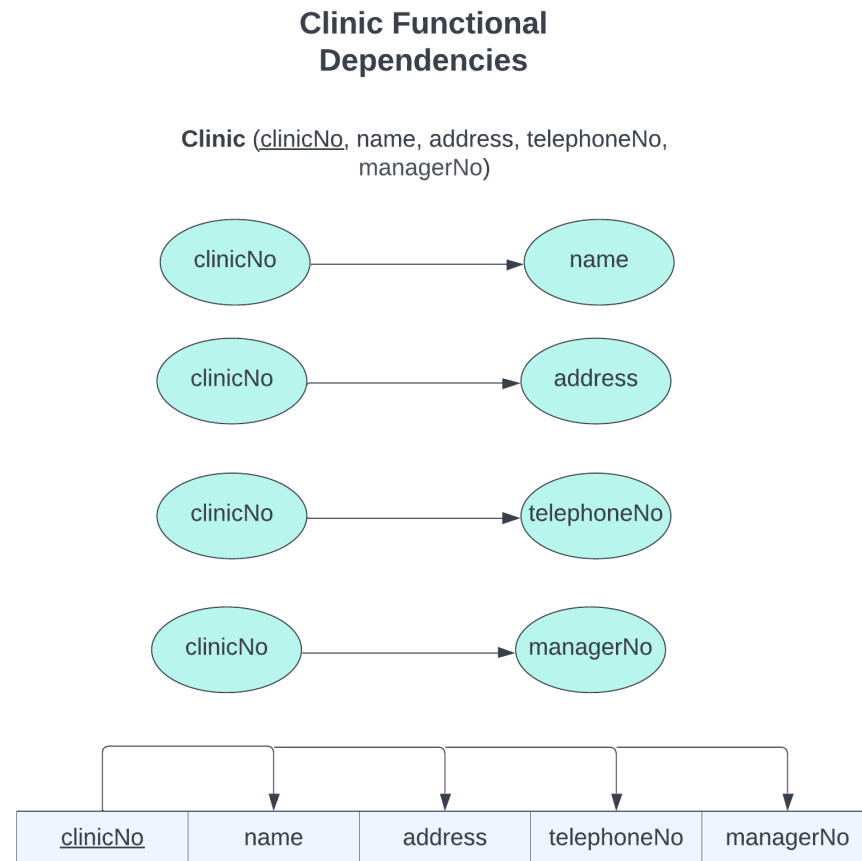 Clinic Functional
Dependencies
Clinic (clinicNo, name, address, telephoneNo,
managerNo)
clinicNo name
clinicNo address
clinicNo telephoneNo
clinicNo managerNo
clinicNo name address telephoneNo managerNo